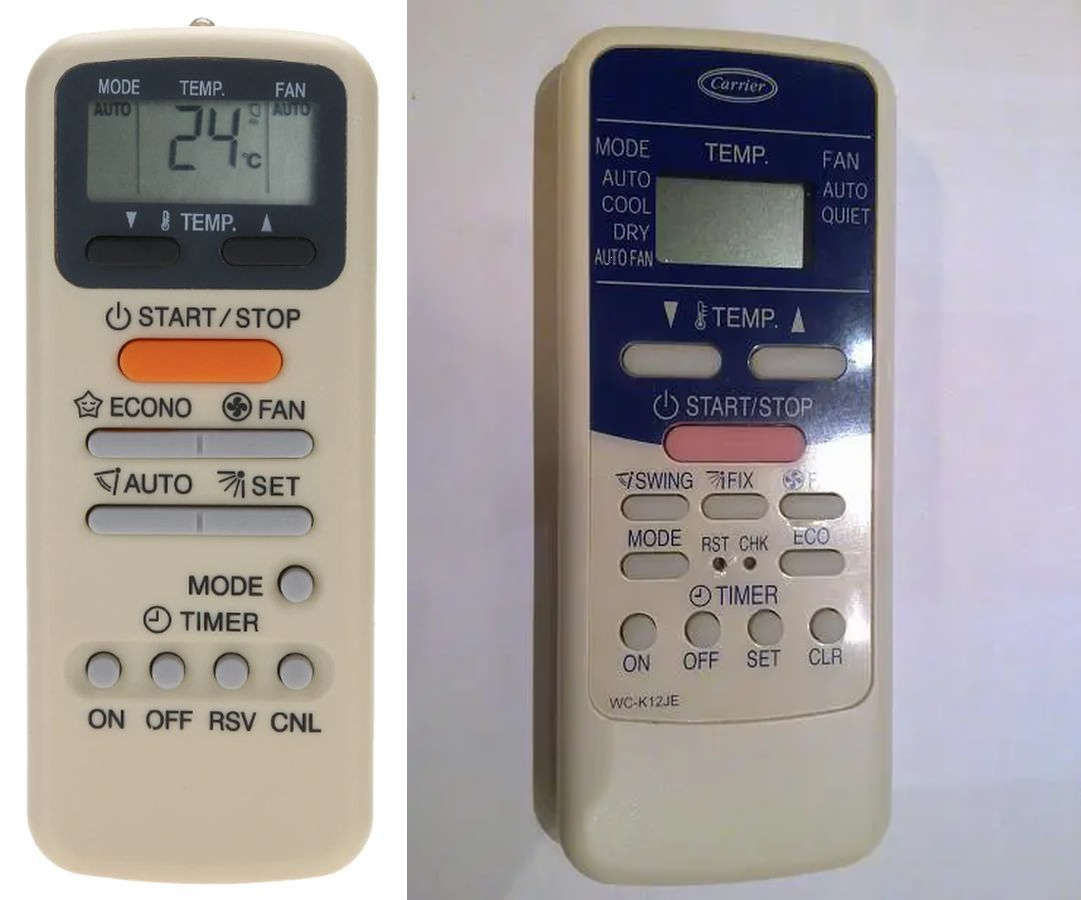 MODE TEMP. FAN
AUTO 24 °C AUTO
▼ TEMP. ▲
START/STOP
ECONO FAN
AUTO SET
MODE
TIMER
ON OFF RSV CNL
Carrier
MODE TEMP. FAN
AUTO AUTO
COOL QUIET
DRY
AUTO FAN
▼ TEMP. ▲
START/STOP
SWING FIX
MODE RST CHK ECO
TIMER
ON OFF SET CLR
WC-K12JE